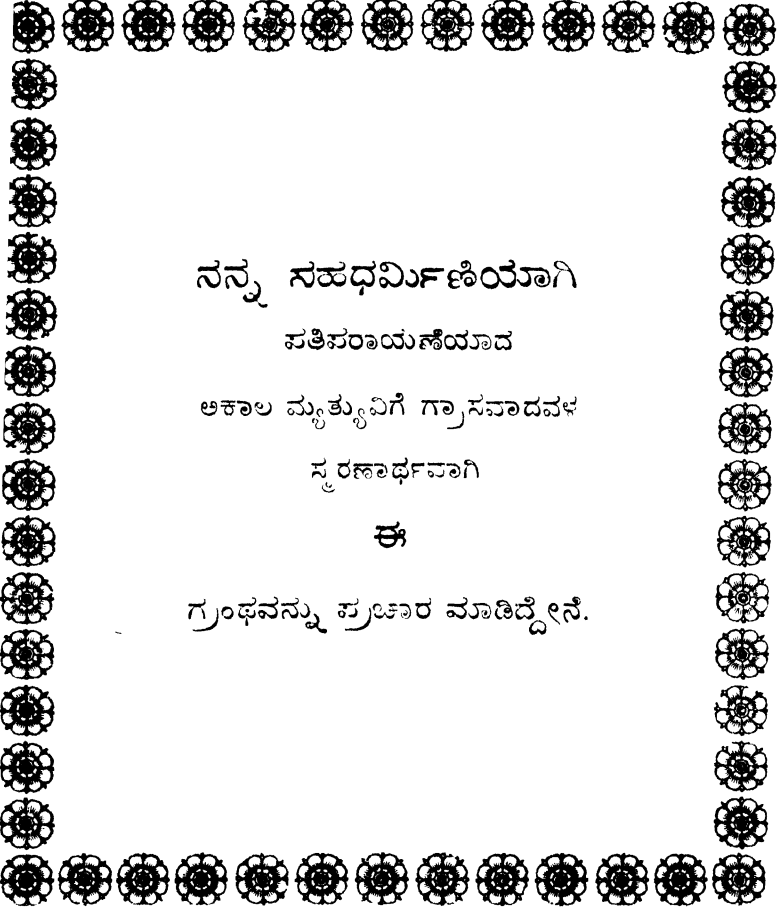 ನನ್ನ ಸಹಧರ್ಮಿಣಿಯಾಗಿ
ಪತಿಪರಾಯಣೆಯಾದ
ಅಕಾಲ ಮೃತ್ಯುವಿಗೆ ಗ್ರಾಸವಾದವಳ
ಸ್ಮರಣಾರ್ಥವಾಗಿ
ಈ
ಗ್ರಂಥವನ್ನು ಪ್ರಚಾರ ಮಾಡಿದ್ದೇನೆ.